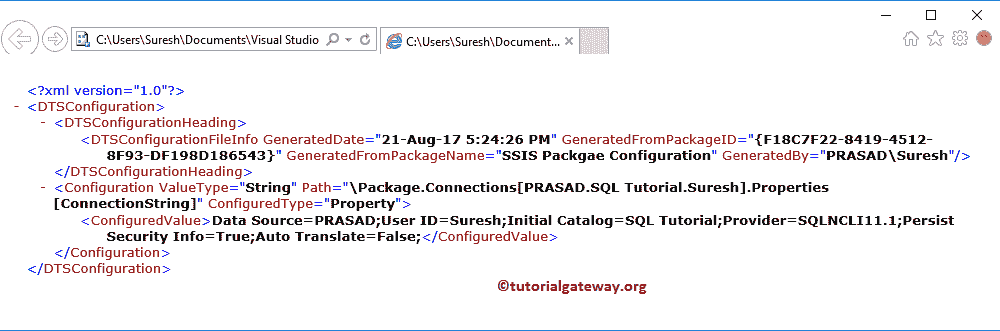 C:\Users\Suresh\Documents\Visual Studio
C:\Users\Suresh\Document...
<?xml version="1.0"?>
- <DTSConfiguration>
- <DTSConfigurationHeading>
<DTSConfigurationFileInfo GeneratedDate="21-Aug-17 5:24:26 PM" GeneratedFromPackageID="{F18C7F22-8419-4512-
8F93-DF198D186543}" GeneratedFromPackageName="SSIS Packgae Configuration" GeneratedBy="PRASAD\Suresh"/>
</DTSConfigurationHeading>
- <Configuration ValueType="String" Path="\Package.Connections[PRASAD.SQL Tutorial.Suresh].Properties
[ConnectionString]" ConfiguredType="Property">
<ConfiguredValue>Data Source=PRASAD;User ID=Suresh;Initial Catalog=SQL Tutorial;Provider=SQLNCLI11.1;Persist
Security Info=True;Auto Translate=False;</ConfiguredValue>
</Configuration>
</DTSConfiguration>
©tutorialgateway.org